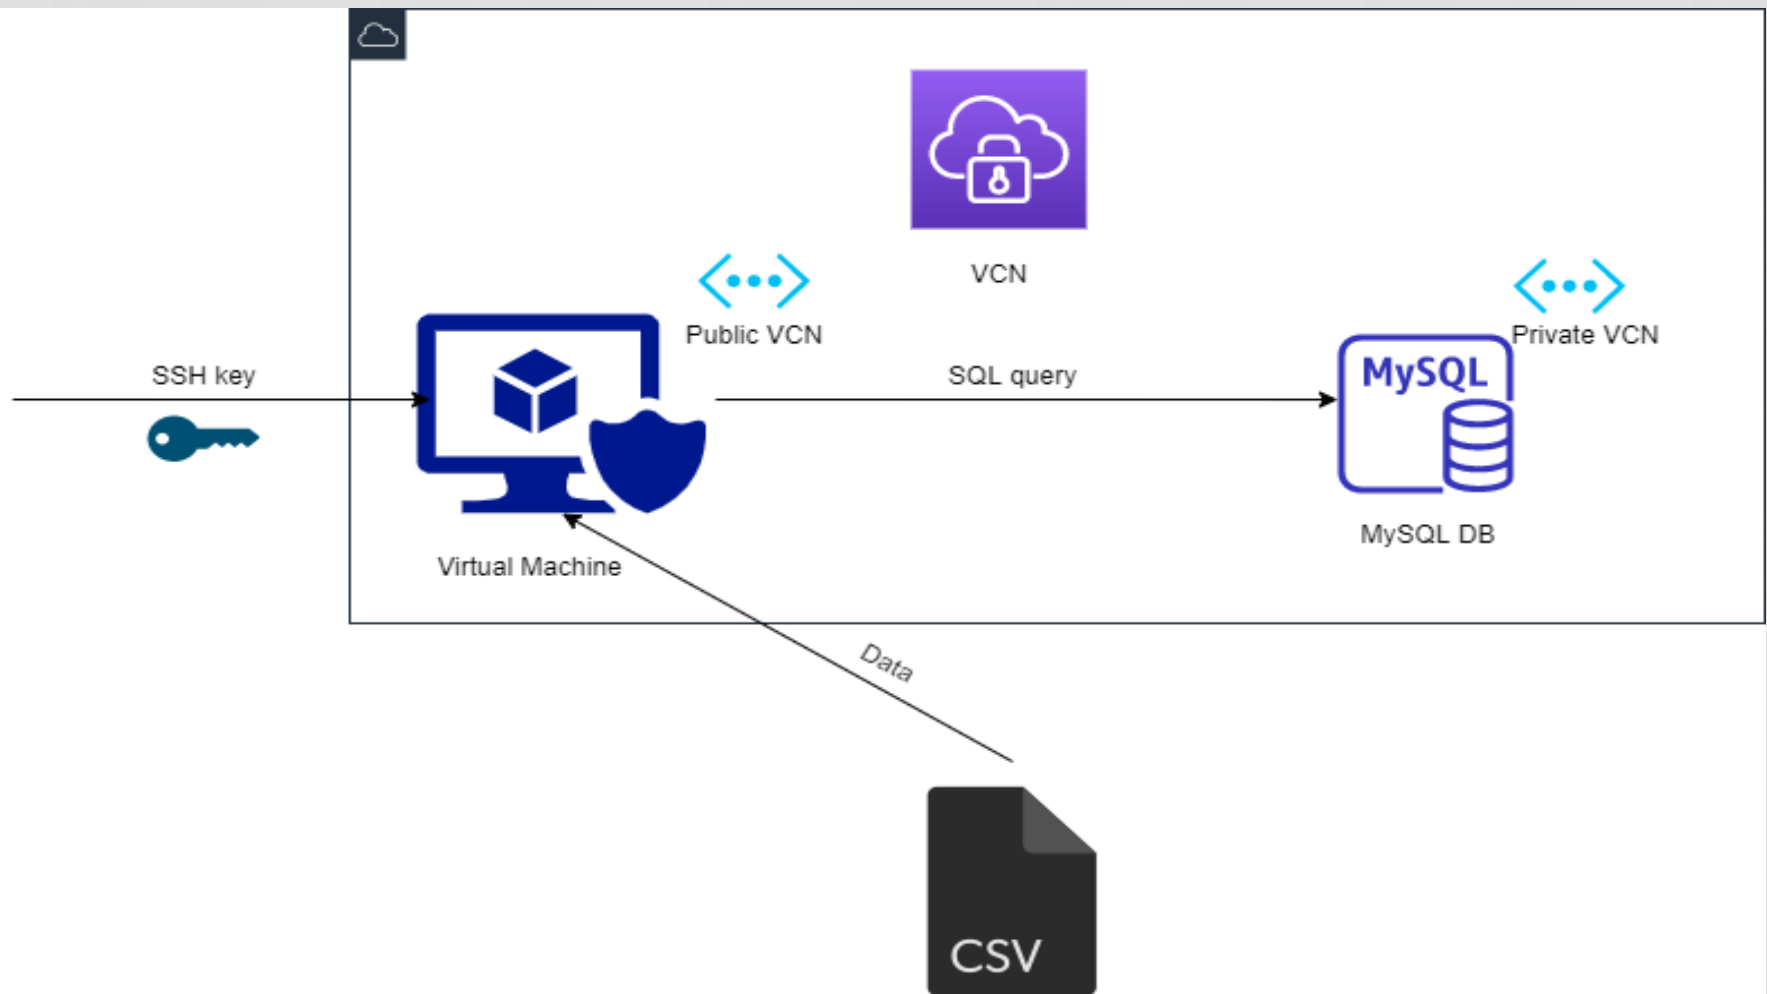 VCN
Public VCN
Private VCN
SSH key
SQL query
MySQL
MySQL DB
Virtual Machine
Data
CSV